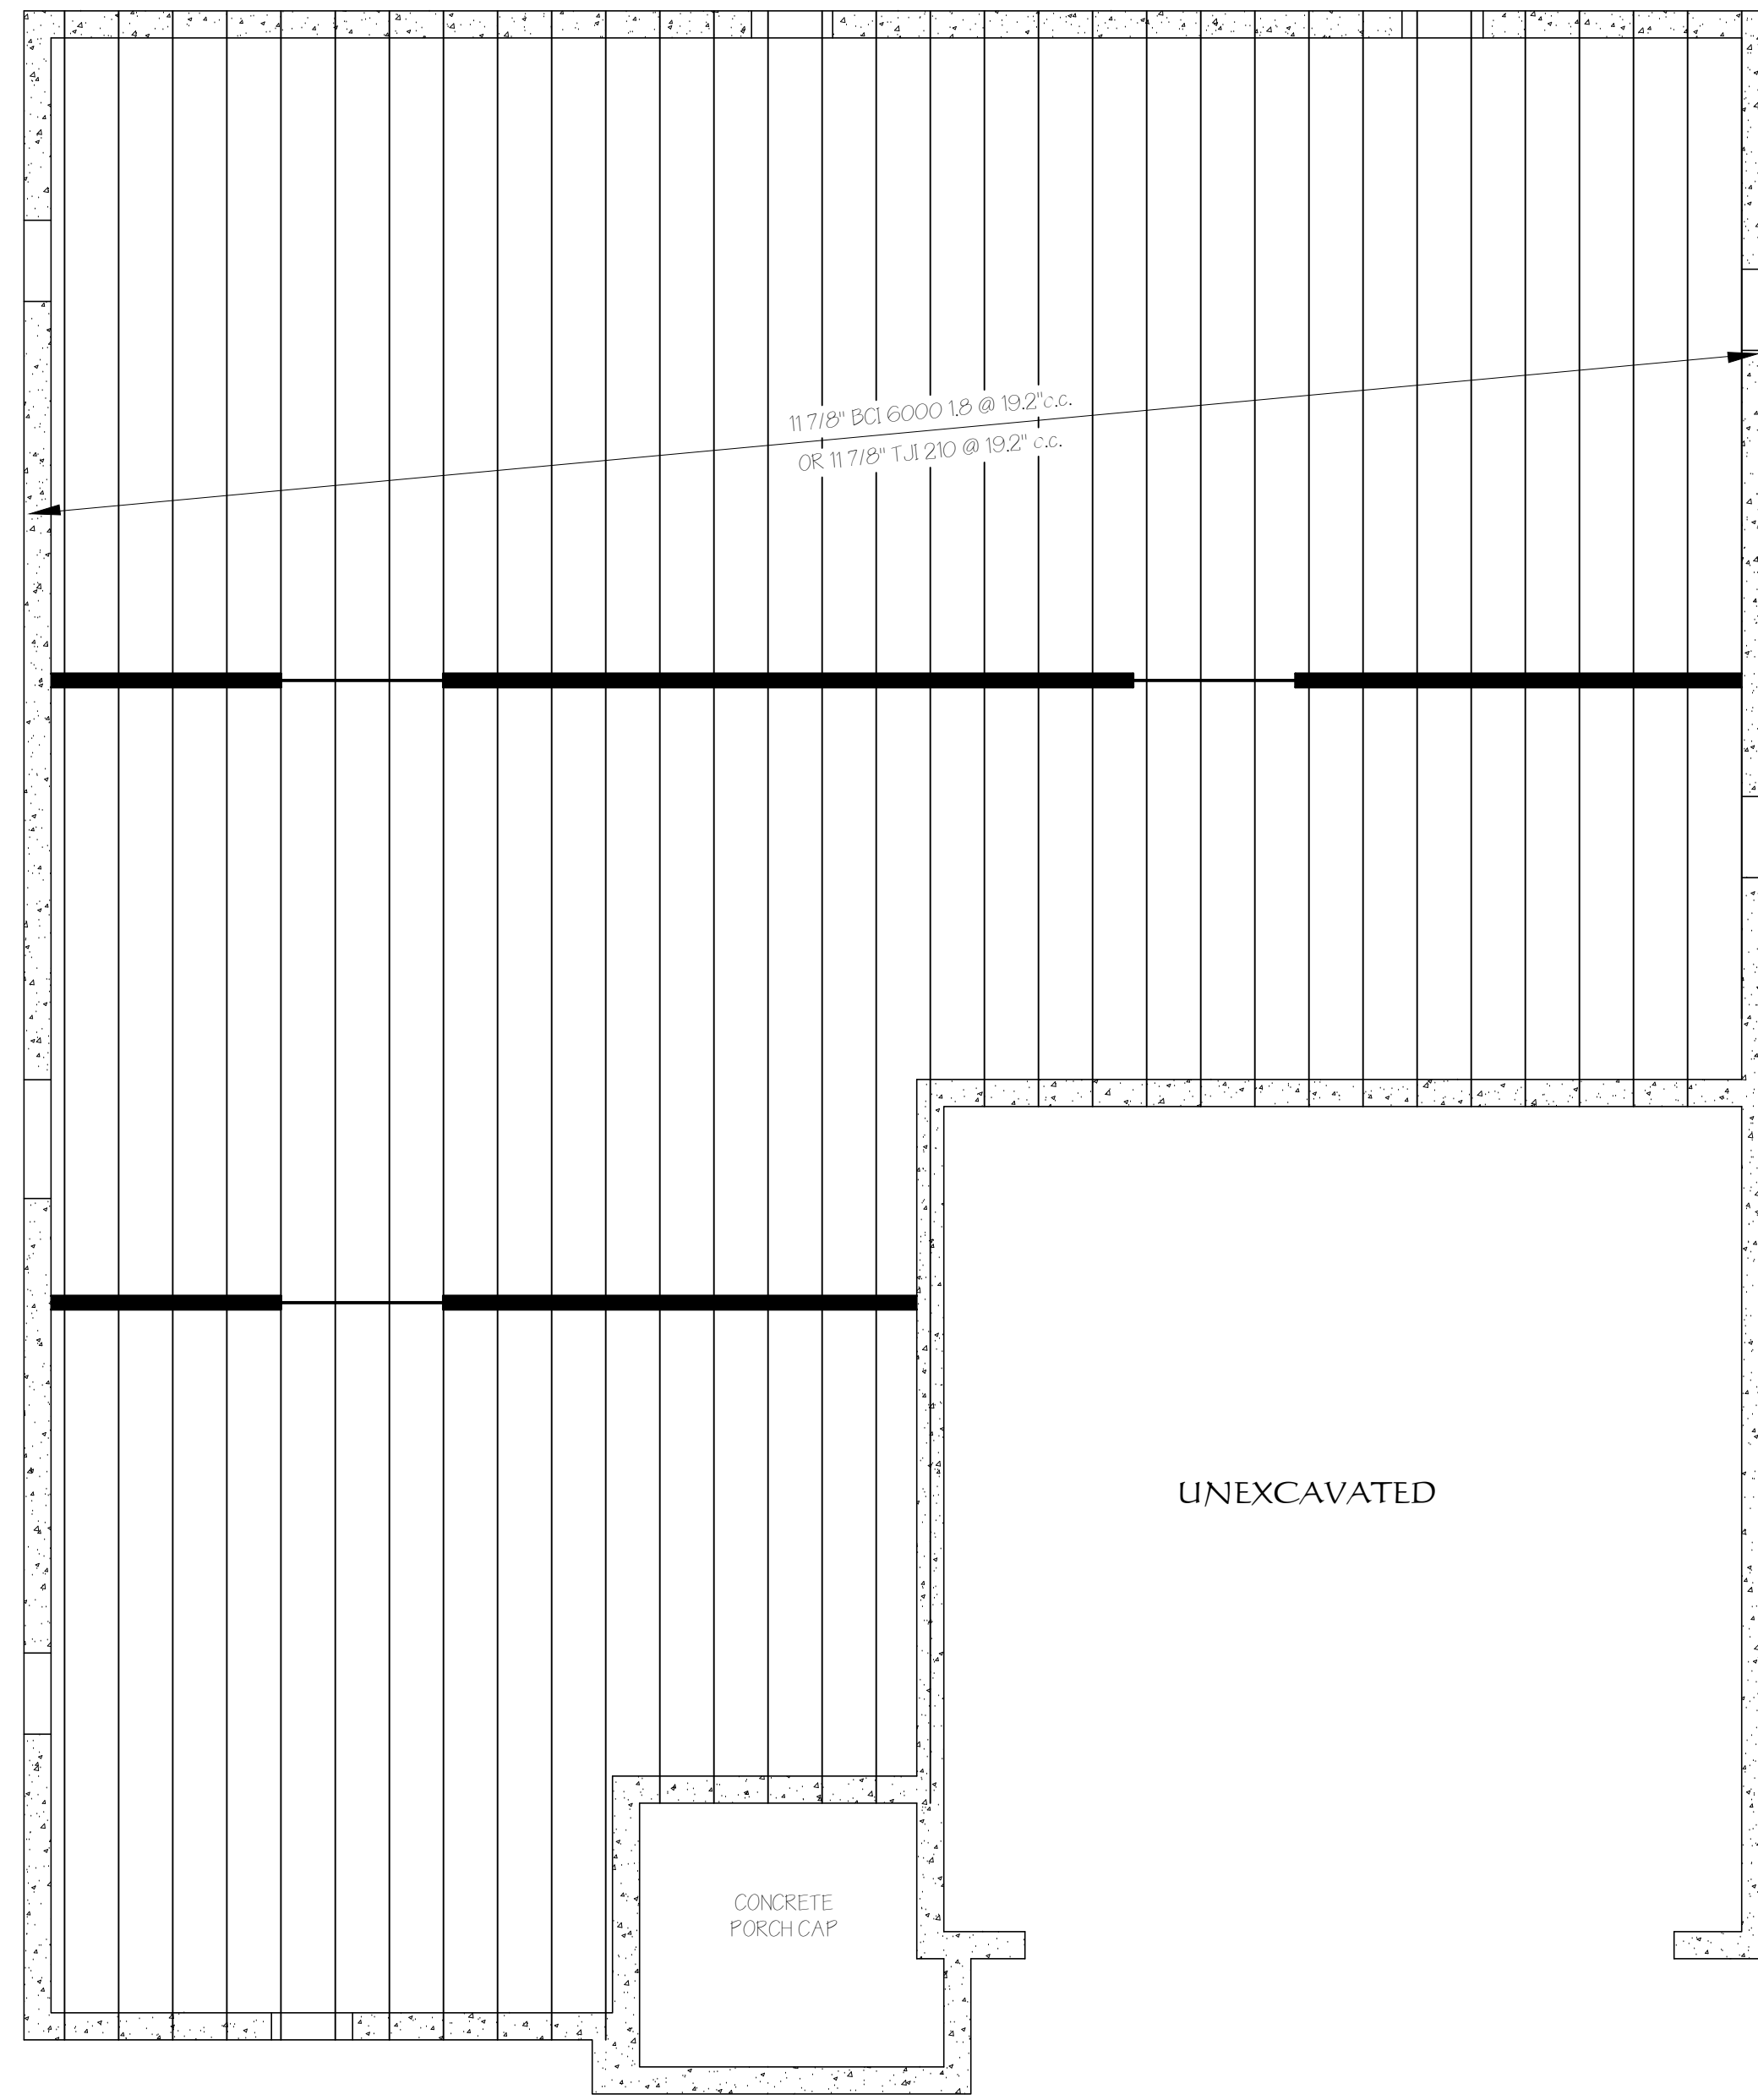 11 7/8" BCI 6000 1.8 @ 19.2"c.c.
OR 11 7/8" TJI 210 @ 19.2" c.c.
UNEXCAVATED
CONCRETE
PORCH CAP